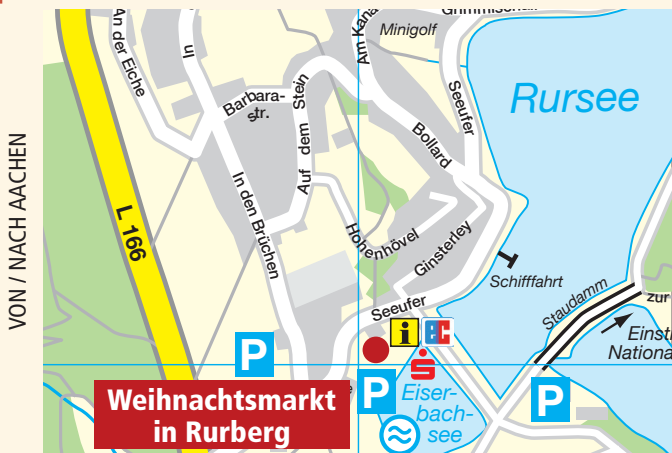 VON / NACH AACHEN
An der Eiche
In
Barbara-
str.
Auf dem Stein
Am Kana
Minigolf
Seeufer
Rursee
Bollard
In den Brüchen
L 166
Hohenhövel
Ginsterley
Seeufer
Schifffahrt
Staudamm
zur
Einst
Nationa
i
EC
S
P
P
P
Eiser-
bach-
see
Weihnachtsmarkt
in Rurberg